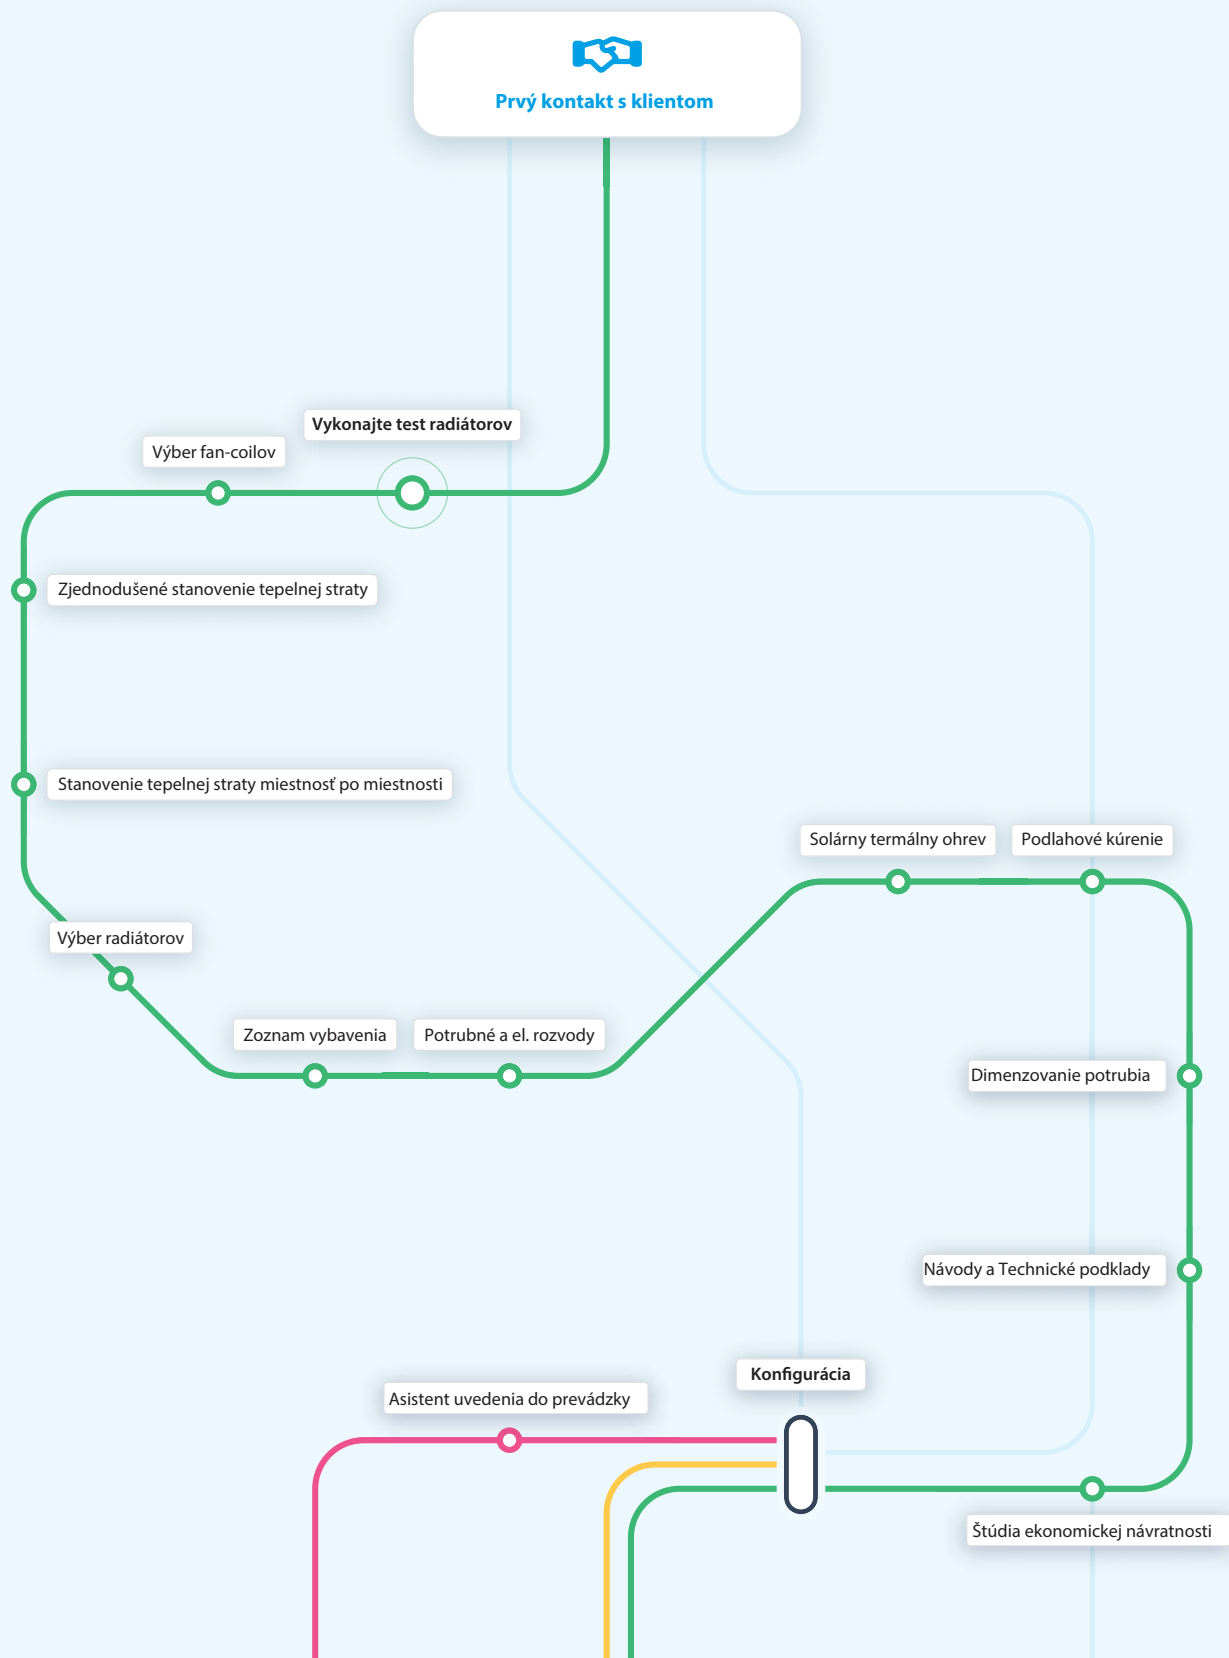 Prvý kontakt s klientom
Vykonajte test radiátorov
Výber fan-coilov
Zjednodušené stanovenie tepelnej straty
Stanovenie tepelnej straty miestnosť po miestnosti
Solárny termálny ohrev
Podlahové kúrenie
Výber radiátorov
Zoznam vybavenia
Potrubné a el. rozvody
Dimenzovanie potrubia
Návody a Technické podklady
Konfigurácia
Asistent uvedenia do prevádzky
Štúdia ekonomickej návratnosti